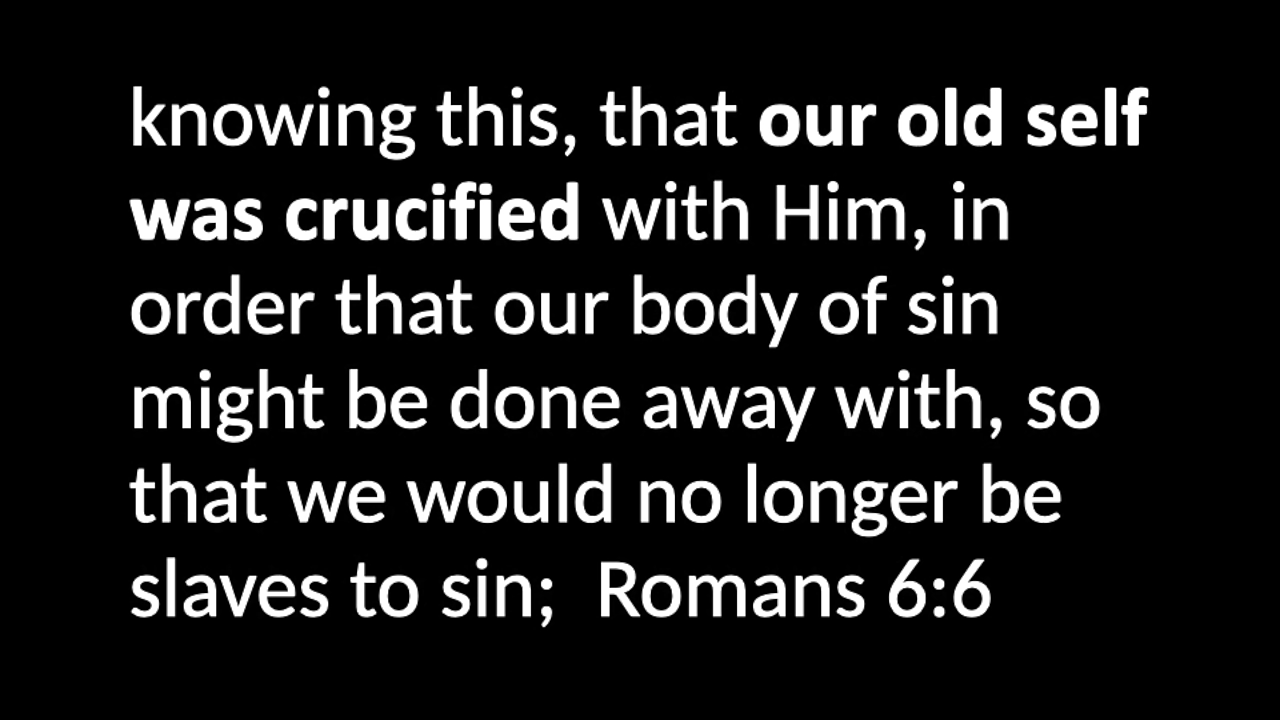 knowing this, that our old self
was crucified with Him, in
order that our body of sin
might be done away with, so
that we would no longer be
slaves to sin;  Romans 6:6